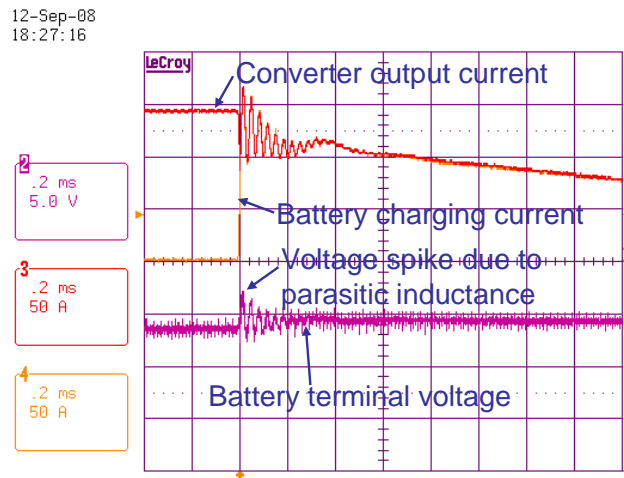 12-Sep-08
18:27:16
LeCroy
Converter output current
2
.2 ms
5.0 V
Battery charging current
Voltage spike due to
parasitic inductance
3
.2 ms
50 A
Battery terminal voltage
4
.2 ms
50 A